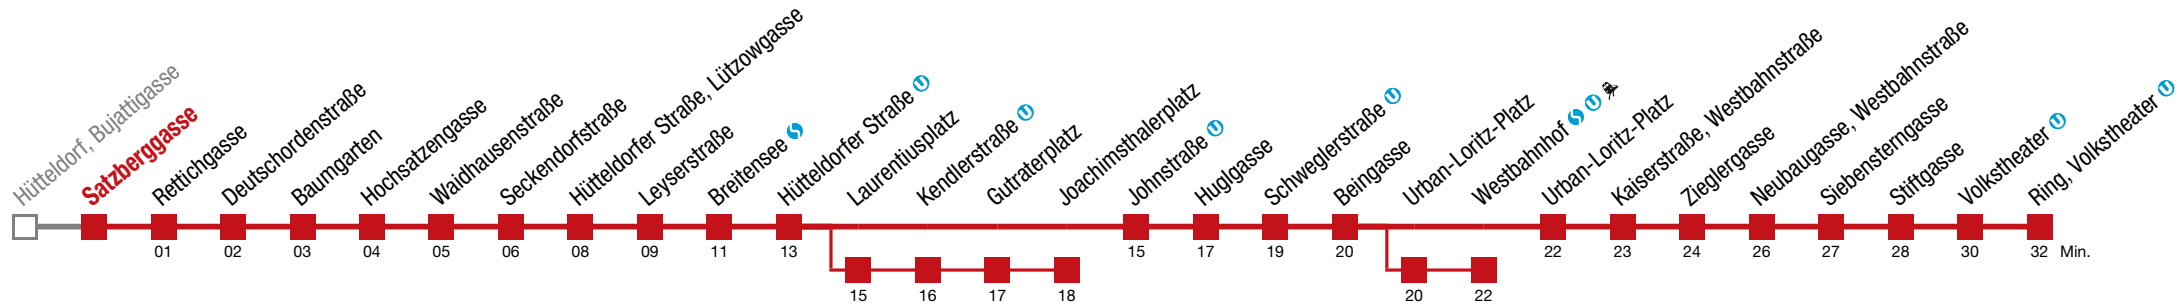 Hütteldorf, Bujattigasse
Satzberggasse
Rettichgasse
Deutschordenstraße
Baumgarten
Hochsatzengasse
Waidhausenstraße
Seckendorfstraße
Hütteldorfer Straße, Lützowgasse
Leyserstraße
Breitensee
Hütteldorfer Straße U
Laurentiusplatz
Kendlerstraße U
Gutraterplatz
Joachimsthalerplatz
Johnstraße U
Huglgasse
Schweglerstraße U
Beingasse
Urban-Loritz-Platz
Westbahnhof U
Urban-Loritz-Platz
Kaiserstraße, Westbahnstraße
Zieglergasse
Neubaugasse, Westbahnstraße
Siebensterngasse
Stiftgasse
Volkstheater U
Ring, Volkstheater U
01 02 03 04 05 06 08 09 11 13 15 17 19 20 22 23 24 26 27 28 30 32 Min.
15 16 17 18 20 22